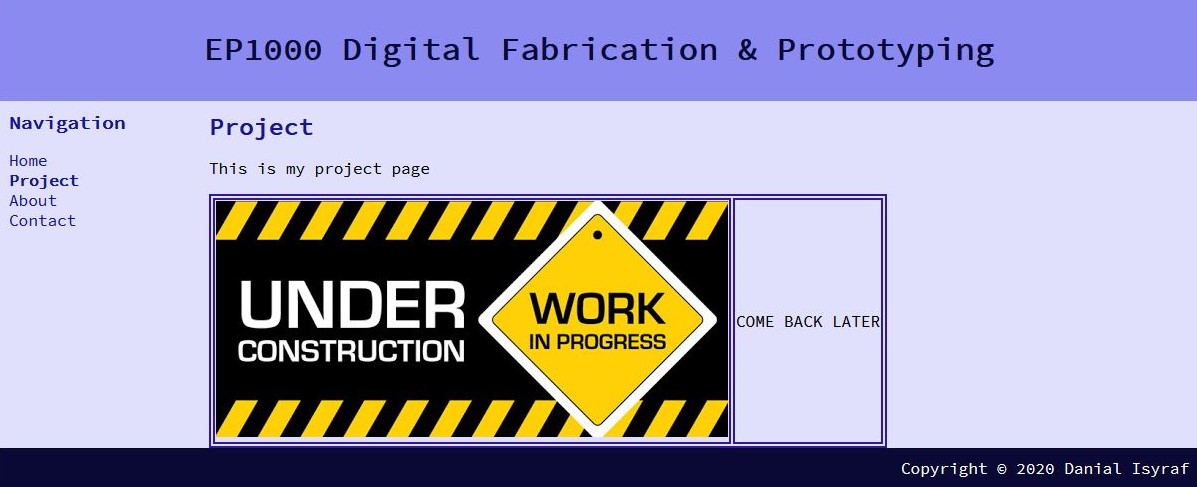 EP1000 Digital Fabrication & Prototyping
Navigation
Home
Project
About
Contact
Project
This is my project page
UNDER
CONSTRUCTION
WORK
IN PROGRESS
COME BACK LATER
Copyright © 2020 Danial Isyraf